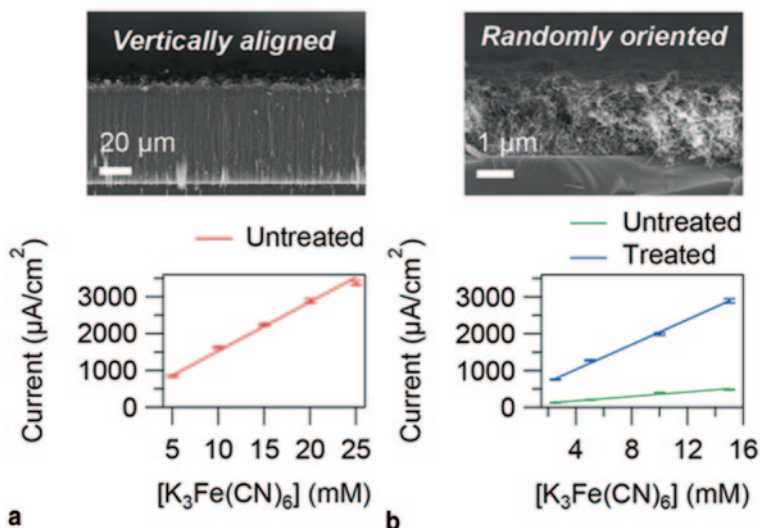 Vertically aligned
20 µm
Untreated
Current (µA/cm²)
3000
2000
1000
0
5 10 15 20 25
[K₃Fe(CN)₆] (mM)
a
Randomly oriented
1 µm
Untreated
Treated
Current (µA/cm²)
3000
2000
1000
0
4 8 12 16
[K₃Fe(CN)₆] (mM)
b